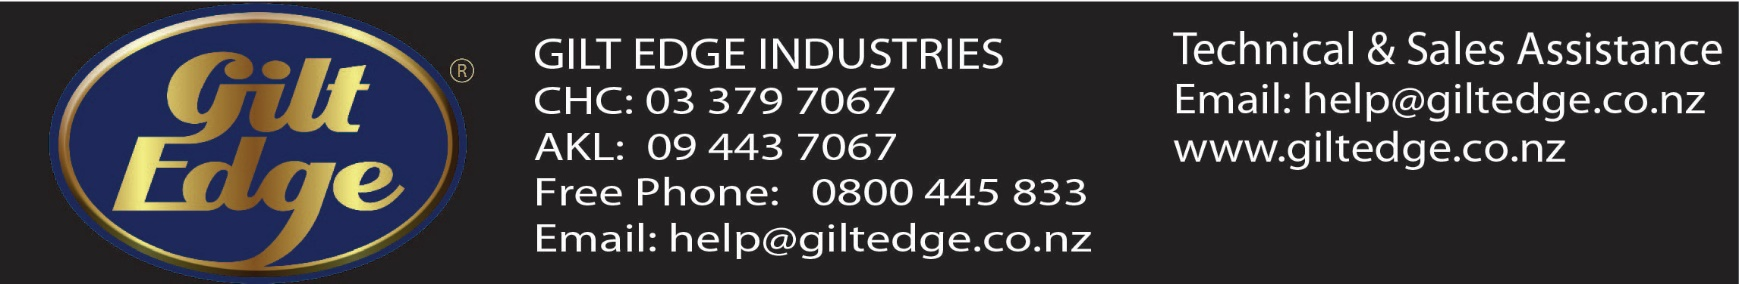 Gilt
Edge
®
GILT EDGE INDUSTRIES
CHC: 03 379 7067
AKL: 09 443 7067
Free Phone: 0800 445 833
Email: help@giltedge.co.nz
Technical & Sales Assistance
Email: help@giltedge.co.nz
www.giltedge.co.nz